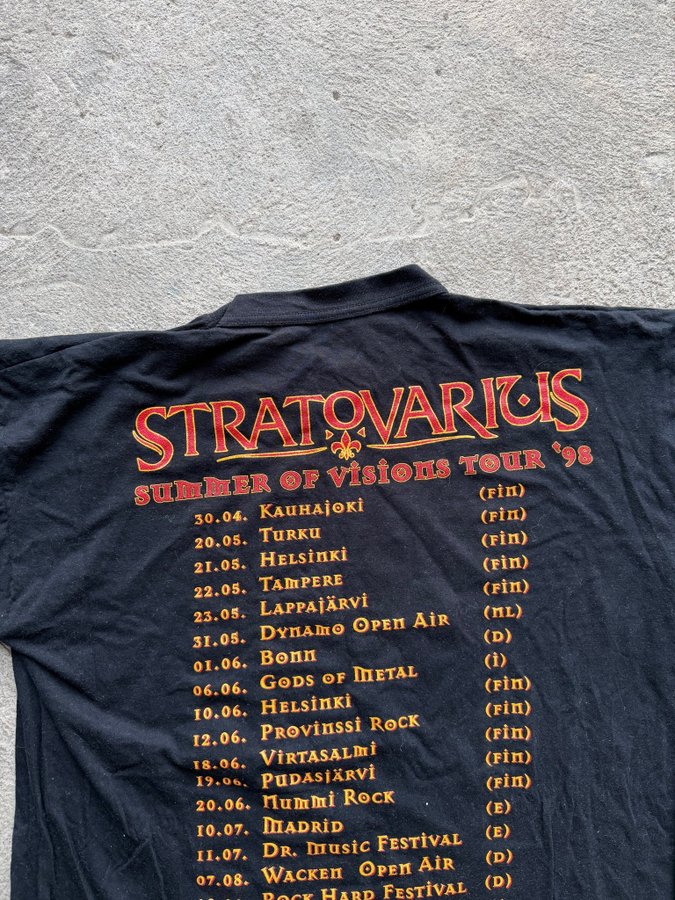 STRATOVARIUS
SUMMER OF VISIONS TOUR '98
30.04. KAUHAJOKI (FIN)
20.05. TURKU (FIN)
21.05. HELSINKI (FIN)
22.05. TAMPERE (FIN)
23.05. LAPPAJÄRVI (FIN)
31.05. DYNAMO OPEN AIR (NL)
01.06. BONN (D)
06.06. GODS OF METAL (I)
10.06. HELSINKI (FIN)
12.06. PROVINSSI ROCK (FIN)
18.06. VIRTASALMI (FIN)
19.06. PUDASJÄRVI (FIN)
20.06. NUMMI ROCK (FIN)
10.07. MADRID (E)
11.07. DR. MUSIC FESTIVAL (E)
07.08. WACKEN OPEN AIR (D)
ROCK HARD FESTIVAL (D)